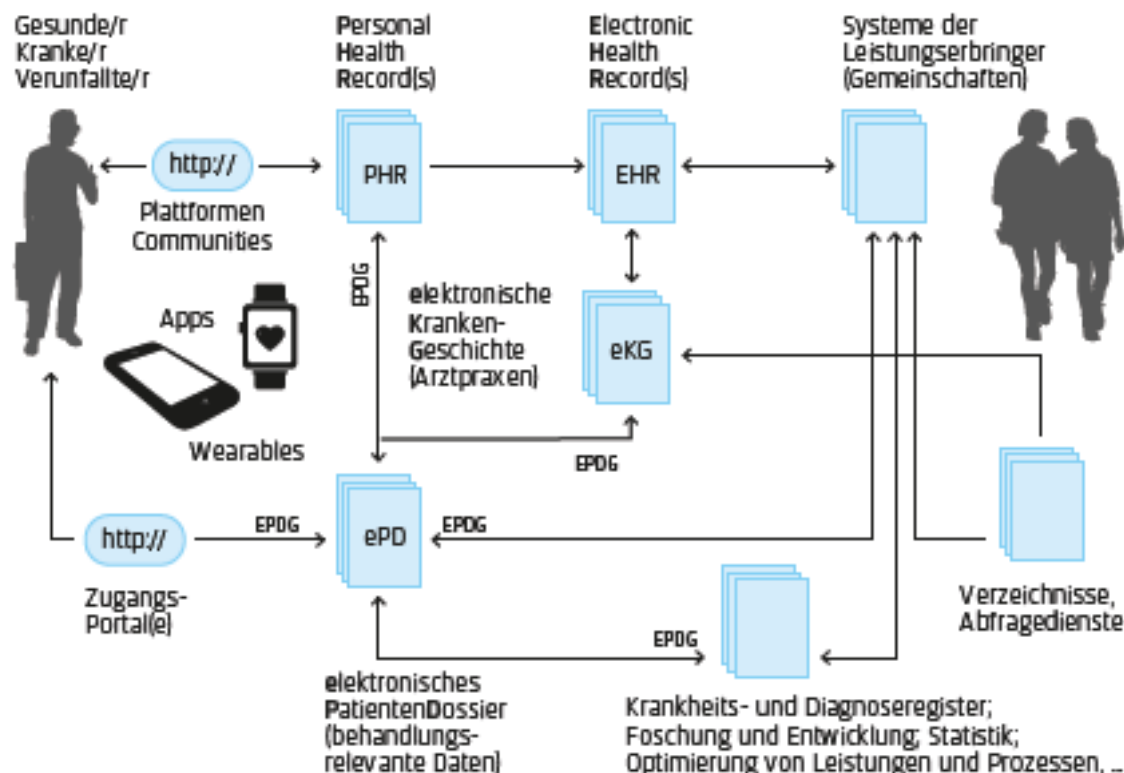 Gesunde/r
Kranke/r
Verunfallte/r
Personal
Health
Record(s)
Electronic
Health
Record(s)
Systeme der
Leistungserbringer
(Gemeinschaften)
http://
PHR
EHR
Plattformen
Communities
EPDG
elektronische
Kranken-
Geschichte
(Arztpraxen)
eKG
Apps
Wearables
EPDG
http://
EPDG
ePD
EPDG
Zugangs-
Portal(e)
Verzeichnisse,
Abfragedienste
EPDG
elektronisches
PatientenDossier
(behandlungs-
relevante Daten)
Krankheits- und Diagnoseregister;
Foschung und Entwicklung; Statistik;
Optimierung von Leistungen und Prozessen, ...